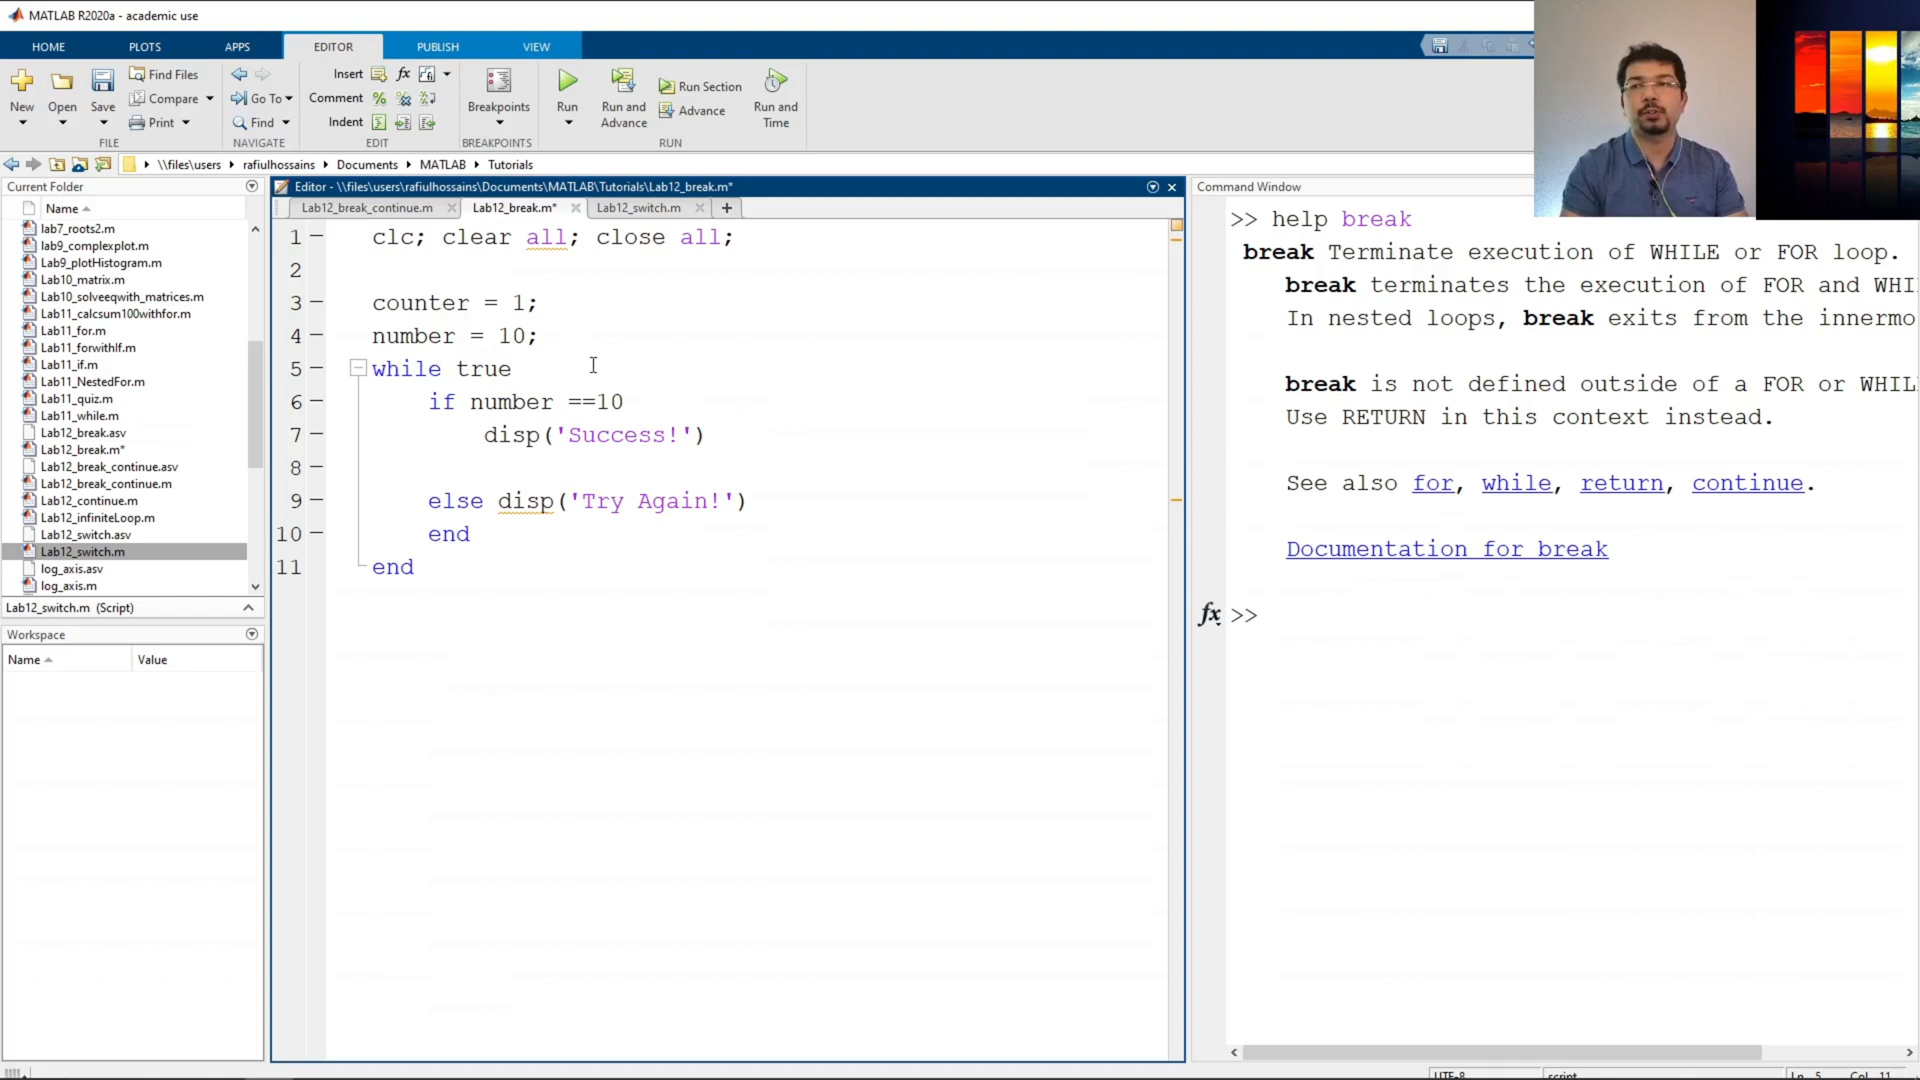 MATLAB R2020a - academic use
HOME PLOTS APPS EDITOR PUBLISH VIEW
New
Open
Save
Find Files
Compare
Print
FILE
Go To
Find
NAVIGATE
Insert fx
Comment
Indent
EDIT
Breakpoints
BREAKPOINTS
Run
Run and Advance
Run Section
Advance
Run and Time
RUN
\\files\users rafiulhossains Documents MATLAB Tutorials
Current Folder
Name
lab7_roots2.m
lab9_complexplot.m
Lab9_plotHistogram.m
Lab10_matrix.m
Lab10_solveeqwith_matrices.m
Lab11_calcsum100withfor.m
Lab11_for.m
Lab11_forwithIf.m
Lab11_if.m
Lab11_NestedFor.m
Lab11_quiz.m
Lab11_while.m
Lab12_break.asv
Lab12_break.m*
Lab12_break_continue.asv
Lab12_break_continue.m
Lab12_continue.m
Lab12_infiniteLoop.m
Lab12_switch.asv
Lab12_switch.m
log_axis.asv
log_axis.m
Lab12_switch.m (Script)
Workspace
Name Value
Editor - \\files\users\rafiulhossains\Documents\MATLAB\Tutorials\Lab12_break.m*
Lab12_break_continue.m Lab12_break.m* Lab12_switch.m
1 clc; clear all; close all;
2
3 counter = 1;
4 number = 10;
5 while true
6 if number ==10
7 disp('Success!')
8
9 else disp('Try Again!')
10 end
11 end
Command Window
>> help break
break Terminate execution of WHILE or FOR loop.
break terminates the execution of FOR and WHI
In nested loops, break exits from the innermo
break is not defined outside of a FOR or WHIL
Use RETURN in this context instead.
See also for, while, return, continue.
Documentation for break
fx >>
UTF-8 script Ln 5 Col 11